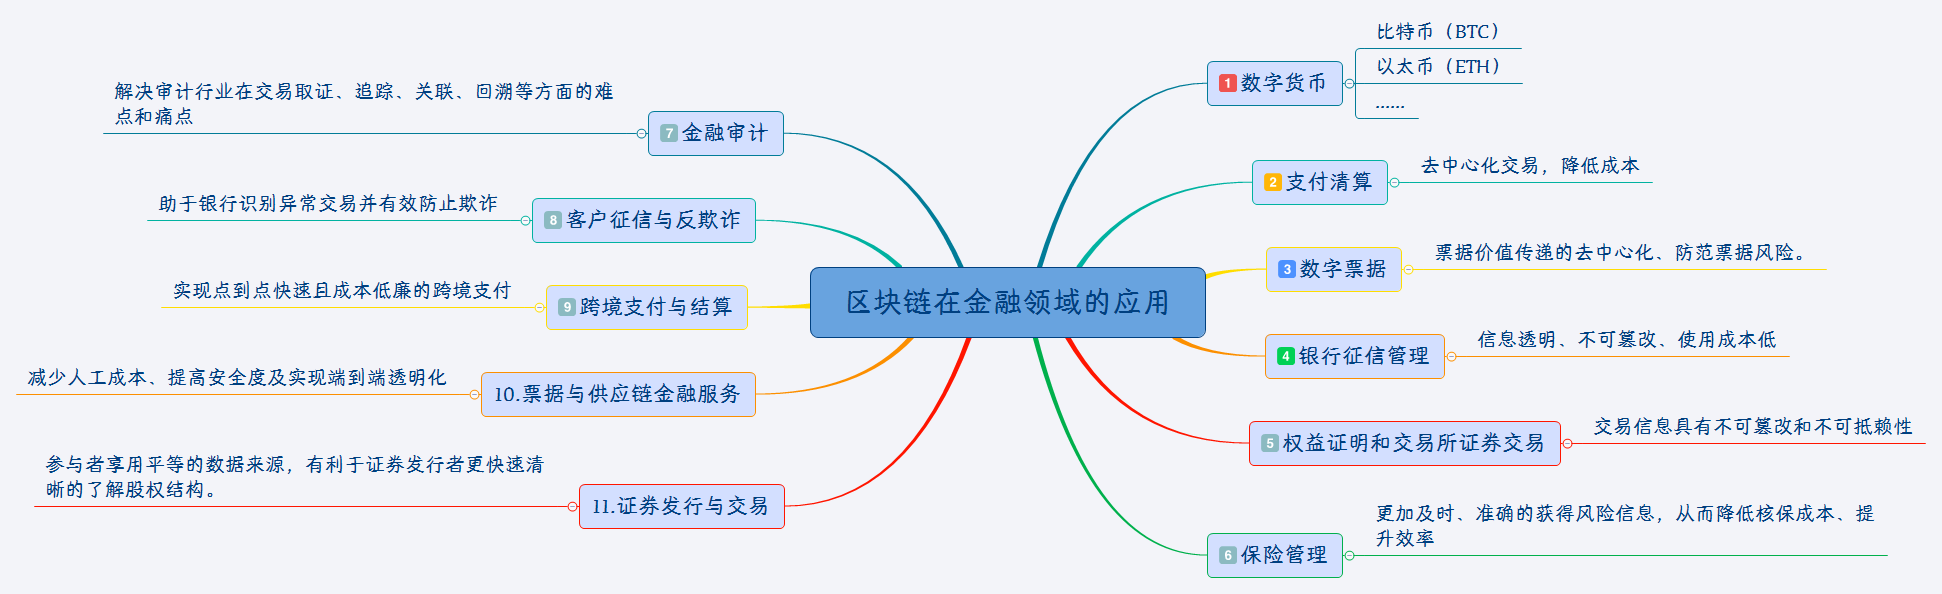 区块链在金融领域的应用
1 数字货币
比特币（BTC）
以太币（ETH）
......
2 支付清算
去中心化交易，降低成本
3 数字票据
票据价值传递的去中心化、防范票据风险。
4 银行征信管理
信息透明、不可篡改、使用成本低
5 权益证明和交易所证券交易
交易信息具有不可篡改和不可抵赖性
6 保险管理
更加及时、准确的获得风险信息，从而降低核保成本、提
升效率
7 金融审计
解决审计行业在交易取证、追踪、关联、回溯等方面的难
点和痛点
8 客户征信与反欺诈
助于银行识别异常交易并有效防止欺诈
9 跨境支付与结算
实现点到点快速且成本低廉的跨境支付
10.票据与供应链金融服务
减少人工成本、提高安全度及实现端到端透明化
11.证券发行与交易
参与者享用平等的数据来源，有利于证券发行者更快速清
晰的了解股权结构。